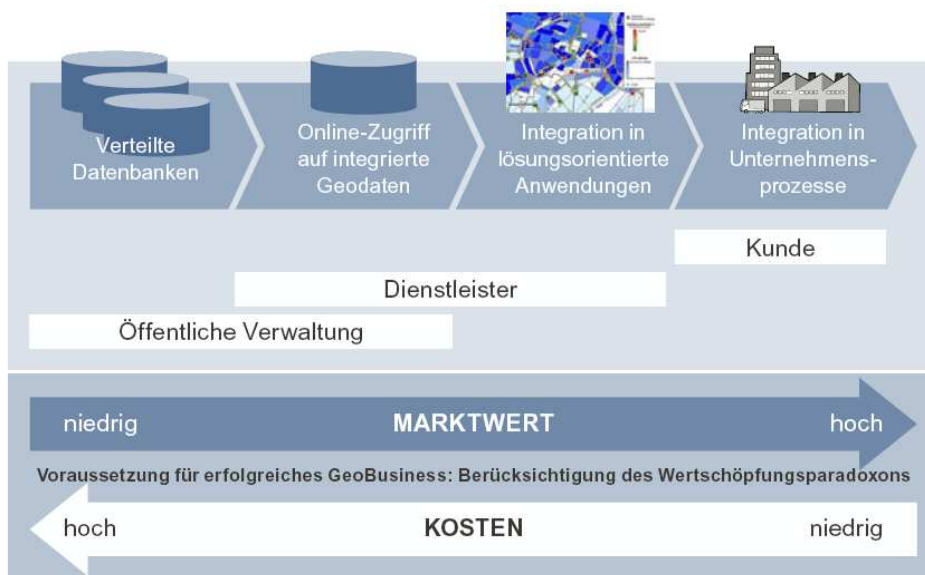 Verteilte
Datenbanken
Online-Zugriff
auf integrierte
Geodaten
Integration in
lösungsorientierte
Anwendungen
Integration in
Unternehmens-
prozesse
Kunde
Dienstleister
Öffentliche Verwaltung
niedrig MARKTWERT hoch
Voraussetzung für erfolgreiches GeoBusiness: Berücksichtigung des Wertschöpfungsparadoxons
hoch KOSTEN niedrig